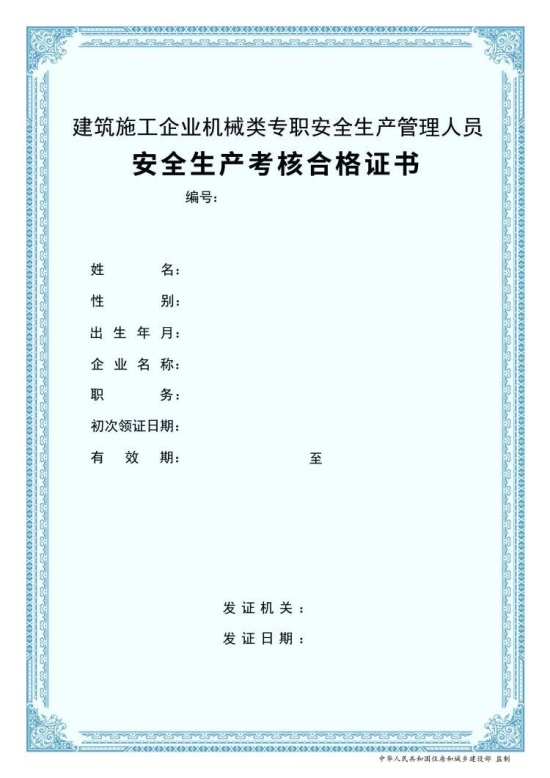 建筑施工企业机械类专职安全生产管理人员
安全生产考核合格证书
编号：
姓名：
性别：
出生年月：
企业名称：
职务：
初次领证日期：
有效期： 至
发证机关：
发证日期：
中华人民共和国住房和城乡建设部 监制